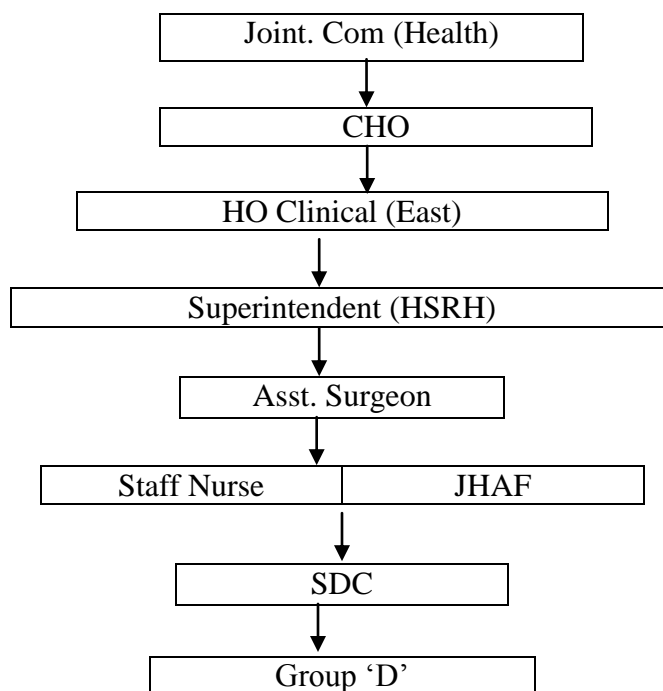 Joint. Com (Health)
CHO
HO Clinical (East)
Superintendent (HSRH)
Asst. Surgeon
Staff Nurse JHAF
SDC
Group ‘D’